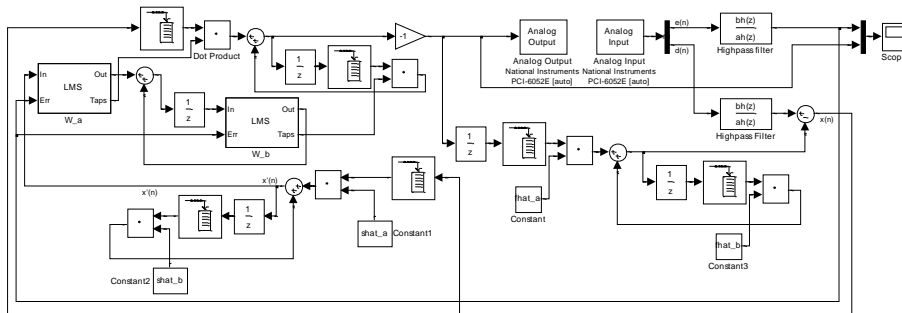 Dot Product
-1
Analog
Output
Analog Output
National Instruments
PCI-6052E [auto]
Analog
Input
Analog Input
National Instruments
PCI-6052E [auto]
e(n)
d(n)
bh(z)
ah(z)
Highpass filter
Scop
In
Err
LMS
Out
Taps
W_a
1
z
In
Err
LMS
Out
Taps
W_b
1
z
bh(z)
ah(z)
Highpass Filter
x(n)
1
z
fhat_a
Constant
1
z
fhat_b
Constant3
x'(n)
x'(n)
1
z
shat_a
Constant1
shat_b
Constant2